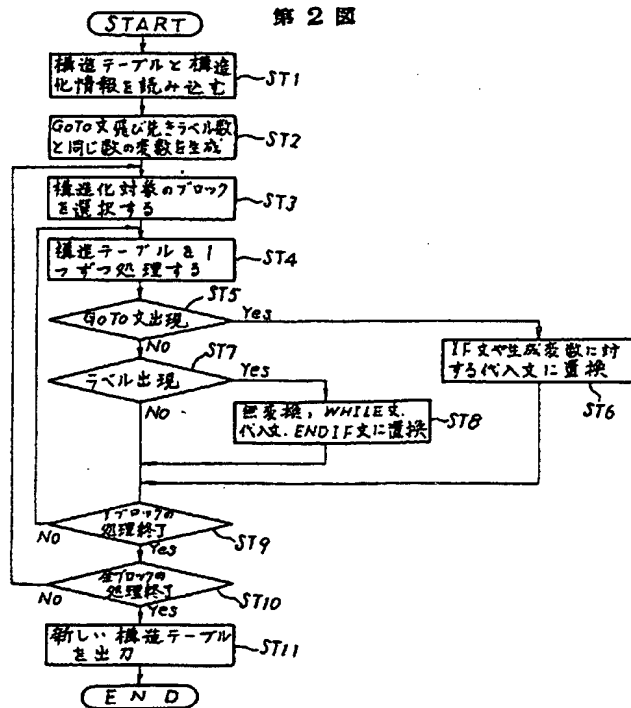 第 2 図
START
構造テーブルと構造
化情報を読み込む
ST1
GOTO文飛び先きラベル数
と同じ数の変数を生成
ST2
構造化対象のブロック
を選択する
ST3
構造テーブルを1
つずつ処理する
ST4
ST5
GOTO文出現
Yes
NO
ST7
IF文や生成変数に対
する代入文に置換
ST6
ラベル出現
Yes
No
無変換, WHILE文.
代入文. ENDIF文に置換
ST8
1ブロックの
処理終了
No
Yes
ST9
全ブロックの
処理終了
No
Yes
ST10
新しい構造テーブル
を出力
ST11
END